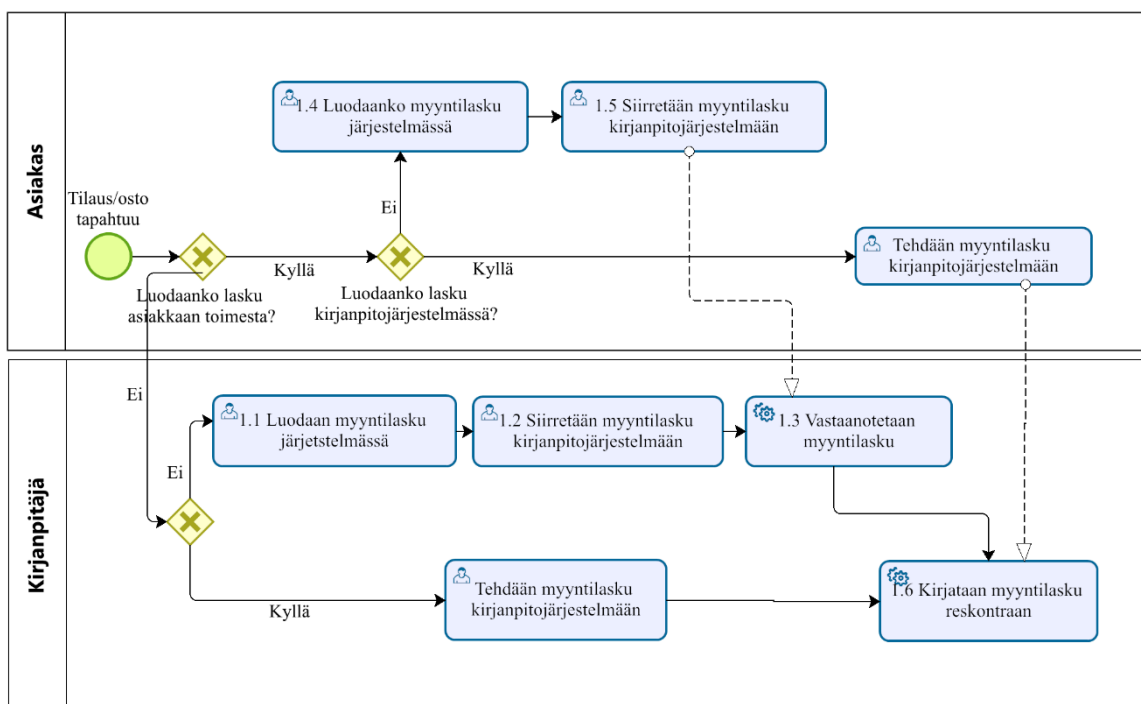 Asiakas
1.4 Luodaanko myyntilasku
järjestelmässä
1.5 Siirretään myyntilasku
kirjanpitojärjestelmään
Tilaus/osto
tapahtuu
Ei
Kyllä
Kyllä
Tehdään myyntilasku
kirjanpitojärjestelmään
Luodaanko lasku
asiakkaan toimesta?
Luodaanko lasku
kirjanpitojärjestelmässä?
Kirjanpitäjä
Ei
1.1 Luodaan myyntilasku
järjetstelmässä
1.2 Siirretään myyntilasku
kirjanpitojärjestelmään
1.3 Vastaanotetaan
myyntilasku
Ei
Kyllä
Tehdään myyntilasku
kirjanpitojärjestelmään
1.6 Kirjataan myyntilasku
reskontraan